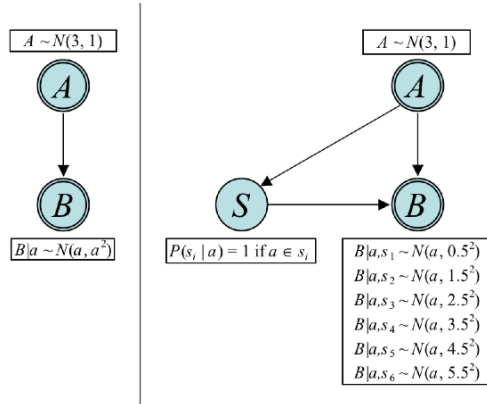 A ~ N(3, 1)
A
B
B|a ~ N(a, a²)
A ~ N(3, 1)
A
S
B
P(sᵢ | a) = 1 if a ∈ sᵢ
B|a,s₁ ~ N(a, 0.5²)
B|a,s₂ ~ N(a, 1.5²)
B|a,s₃ ~ N(a, 2.5²)
B|a,s₄ ~ N(a, 3.5²)
B|a,s₅ ~ N(a, 4.5²)
B|a,s₆ ~ N(a, 5.5²)